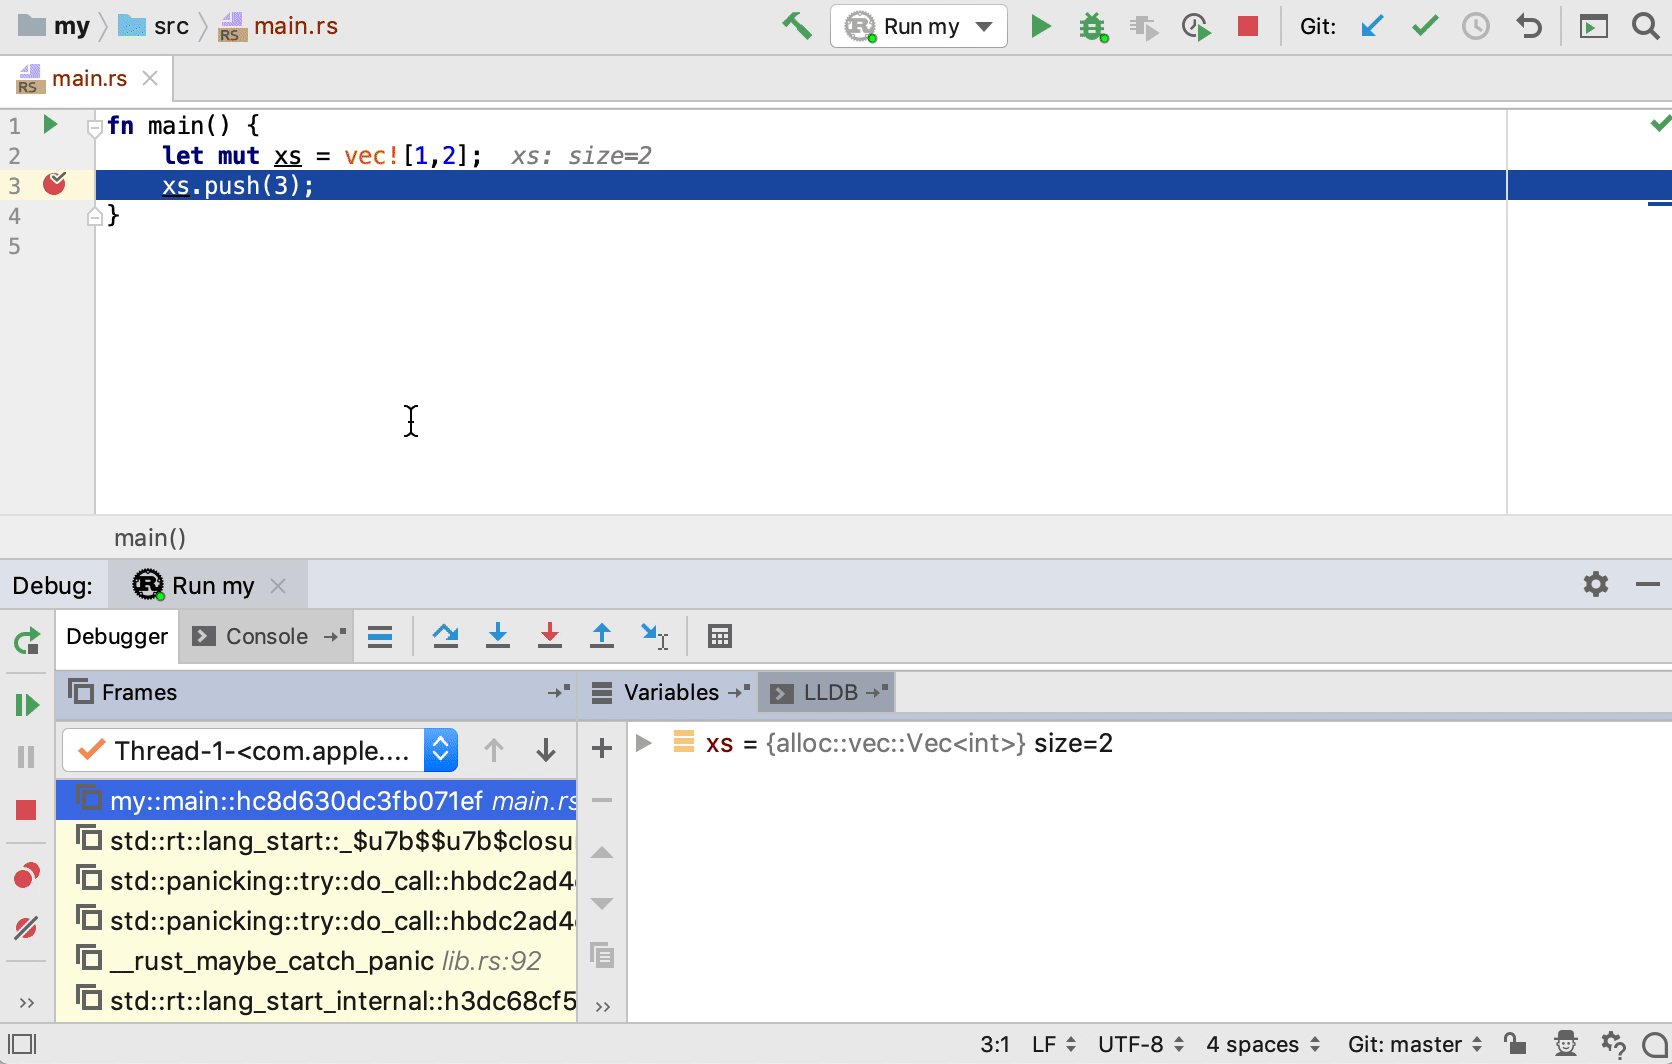 my src RS main.rs Run my Git:
RS main.rs
1 fn main() {
2 let mut xs = vec![1,2]; xs: size=2
3 xs.push(3);
4 }
5
main()
Debug: Run my
Debugger Console
Frames Variables LLDB
Thread-1-<com.apple.... xs = {alloc::vec::Vec<int>} size=2
my::main::hc8d630dc3fb071ef main.rs
std::rt::lang_start::_$u7b$$u7b$closu
std::panicking::try::do_call::hbdc2ad4
std::panicking::try::do_call::hbdc2ad4
__rust_maybe_catch_panic lib.rs:92
std::rt::lang_start_internal::h3dc68cf5
3:1 LF UTF-8 4 spaces Git: master